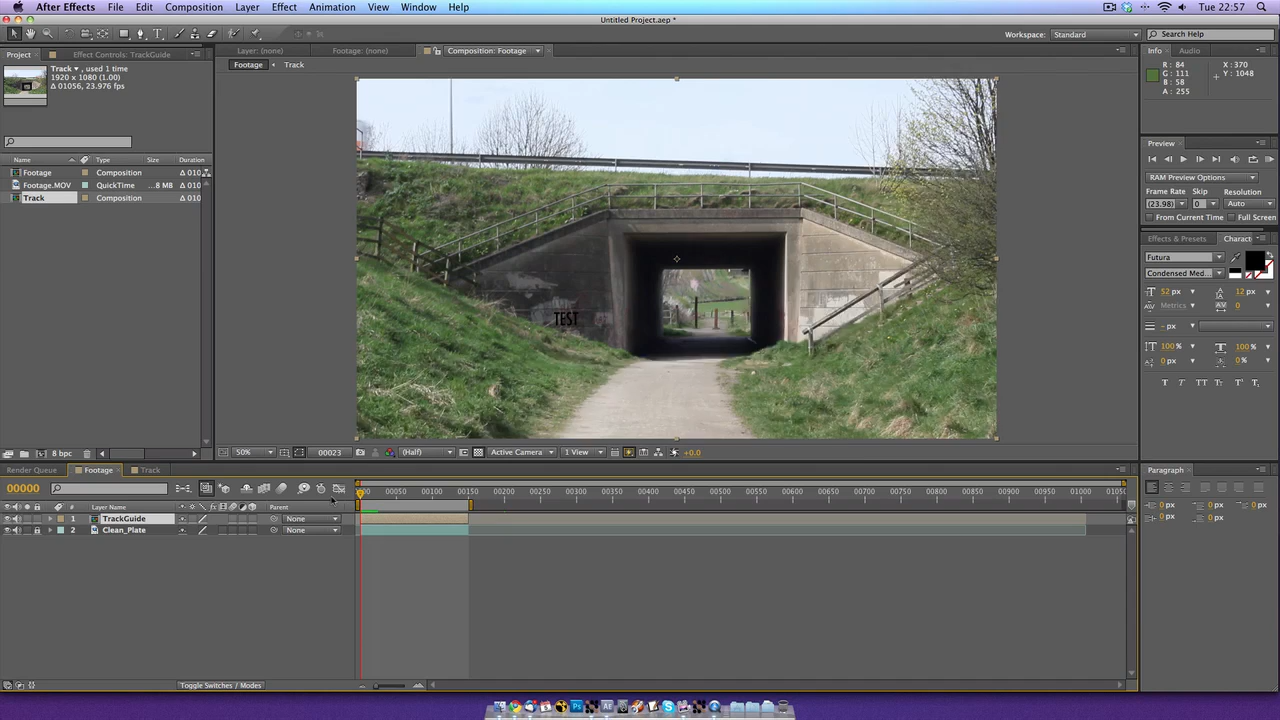 After Effects File Edit Composition Layer Effect Animation View Window Help Tue 22:57
Untitled Project.aep *
Workspace: Standard Search Help
Project Effect Controls: TrackGuide
Layer: (none) Footage: (none) Composition: Footage
Info Audio
Footage Track
Track , used 1 time
1920 x 1080 (1.00)
Δ 01056, 23.976 fps
R: 84 X: 370
G: 111 Y: 1048
B: 58
A: 255
Name Type Size Duration
Footage Composition 010
Footage.MOV QuickTime ...8 MB 010
Track Composition 010
TEST
Preview
RAM Preview Options
Frame Rate Skip Resolution
(23.98) 0 Auto
From Current Time Full Screen
Effects & Presets Charact
Futura
Condensed Med...
52 px 12 px
Metrics 0
- px
100 % 100 %
0 px 0 %
T T TT TT T T
8 bpc
50% 00023 (Half) Active Camera 1 View +0.0
Render Queue Footage Track
Paragraph
00000
00 00050 00100 00150 00200 00250 00300 00350 00400 00450 00500 00550 00600 00650 00700 00750 00800 00850 00900 00950 01000 0105
# Layer Name Parent
1 TrackGuide None
2 Clean_Plate None
0 px 0 px 0 px
0 px 0 px
Toggle Switches / Modes